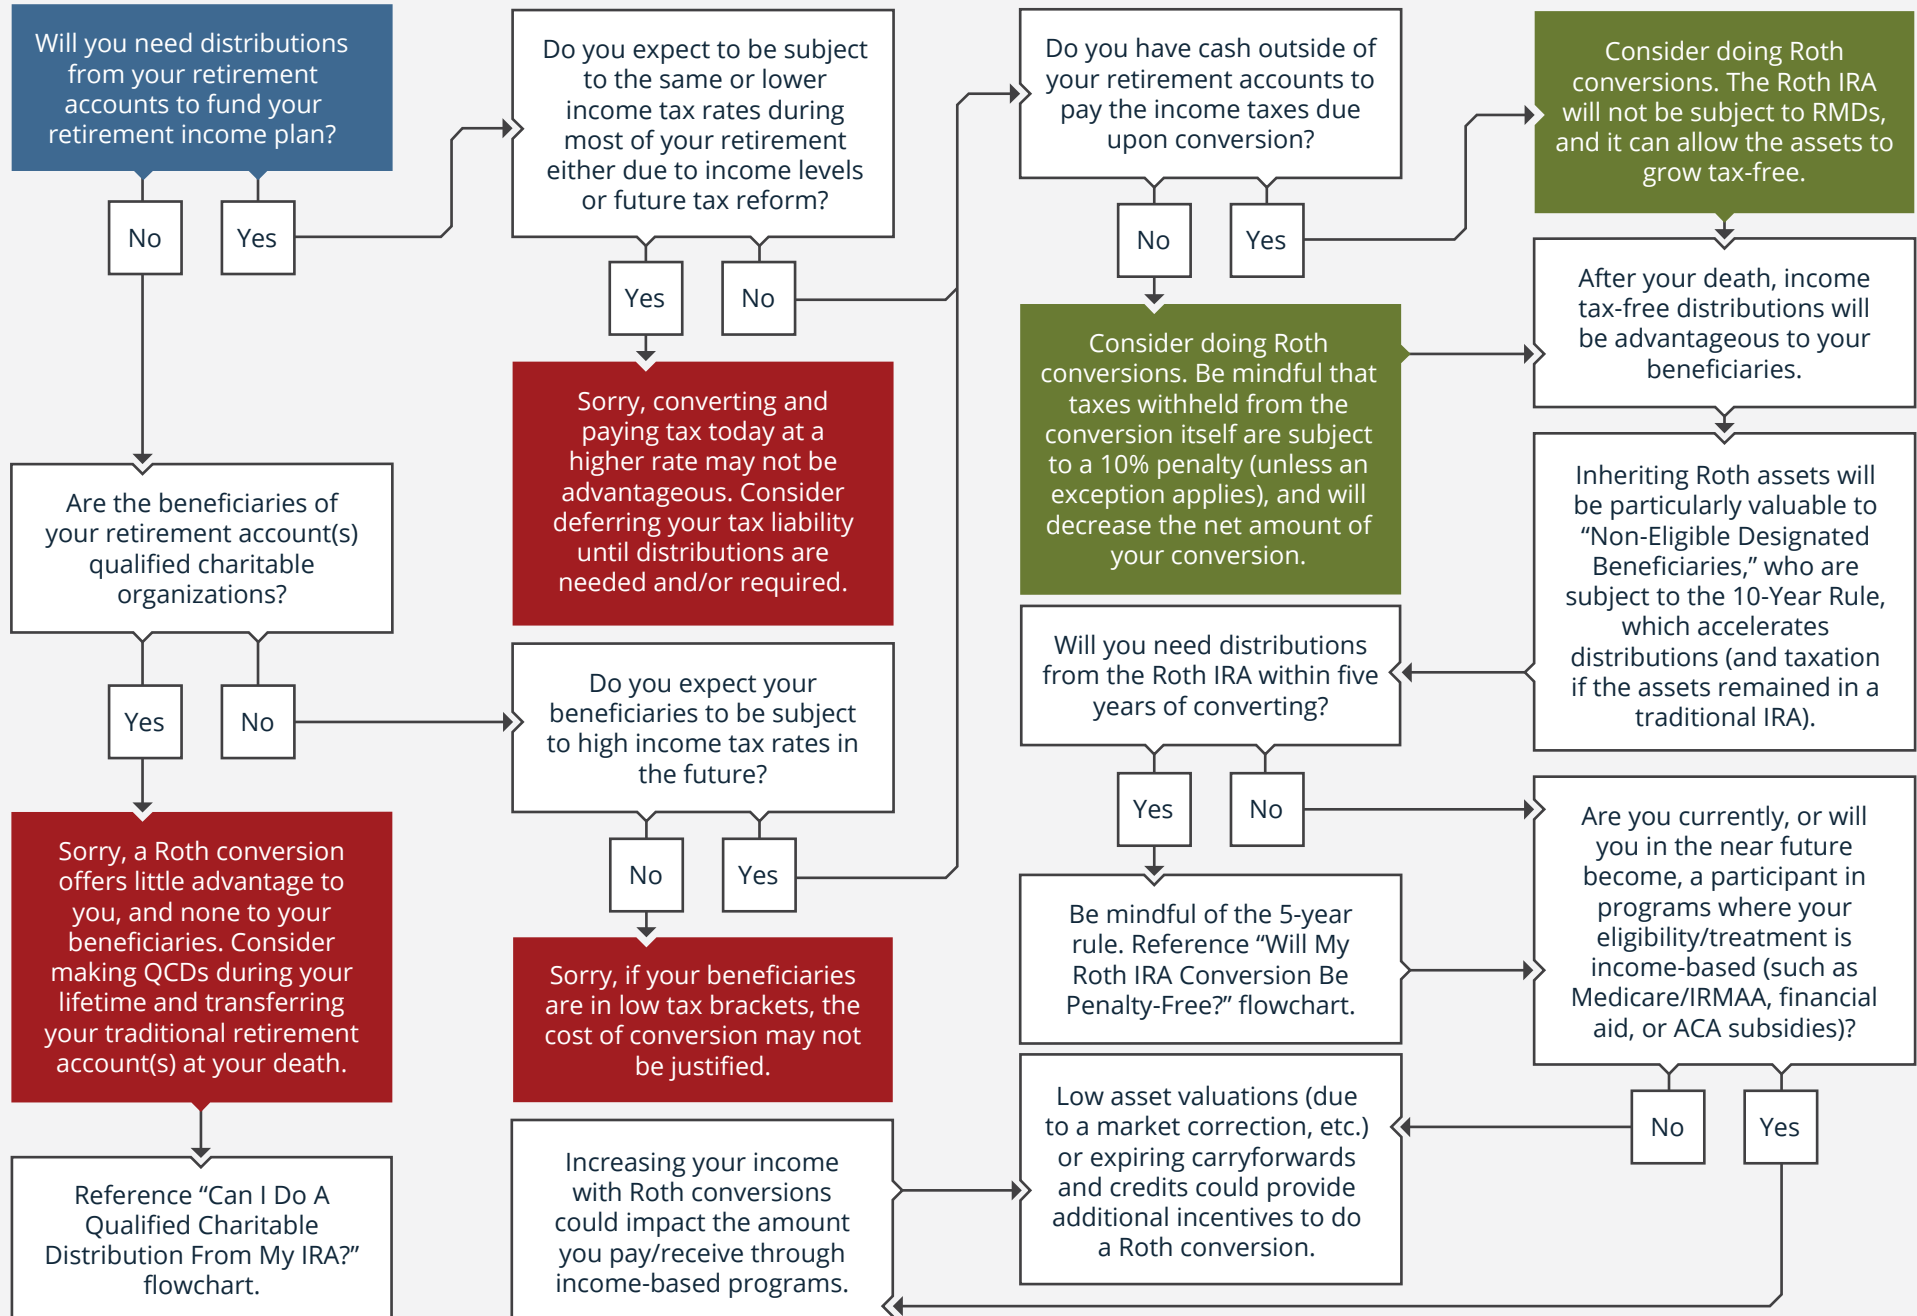 Will you need distributions
from your retirement
accounts to fund your
retirement income plan?
No
Yes
Do you expect to be subject
to the same or lower
income tax rates during
most of your retirement
either due to income levels
or future tax reform?
Yes
No
Sorry, converting and
paying tax today at a
higher rate may not be
advantageous. Consider
deferring your tax liability
until distributions are
needed and/or required.
Are the beneficiaries of
your retirement account(s)
qualified charitable
organizations?
Yes
No
Sorry, a Roth conversion
offers little advantage to
you, and none to your
beneficiaries. Consider
making QCDs during your
lifetime and transferring
your traditional retirement
account(s) at your death.
Reference “Can I Do A
Qualified Charitable
Distribution From My IRA?”
flowchart.
Do you expect your
beneficiaries to be subject
to high income tax rates in
the future?
No
Yes
Sorry, if your beneficiaries
are in low tax brackets, the
cost of conversion may not
be justified.
Do you have cash outside of
your retirement accounts to
pay the income taxes due
upon conversion?
No
Yes
Consider doing Roth
conversions. Be mindful that
taxes withheld from the
conversion itself are subject
to a 10% penalty (unless an
exception applies), and will
decrease the net amount of
your conversion.
Consider doing Roth
conversions. The Roth IRA
will not be subject to RMDs,
and it can allow the assets to
grow tax-free.
After your death, income
tax-free distributions will
be advantageous to your
beneficiaries.
Inheriting Roth assets will
be particularly valuable to
“Non-Eligible Designated
Beneficiaries,” who are
subject to the 10-Year Rule,
which accelerates
distributions (and taxation
if the assets remained in a
traditional IRA).
Will you need distributions
from the Roth IRA within five
years of converting?
Yes
No
Be mindful of the 5-year
rule. Reference “Will My
Roth IRA Conversion Be
Penalty-Free?” flowchart.
Are you currently, or will
you in the near future
become, a participant in
programs where your
eligibility/treatment is
income-based (such as
Medicare/IRMAA, financial
aid, or ACA subsidies)?
No
Yes
Increasing your income
with Roth conversions
could impact the amount
you pay/receive through
income-based programs.
Low asset valuations (due
to a market correction, etc.)
or expiring carryforwards
and credits could provide
additional incentives to do
a Roth conversion.